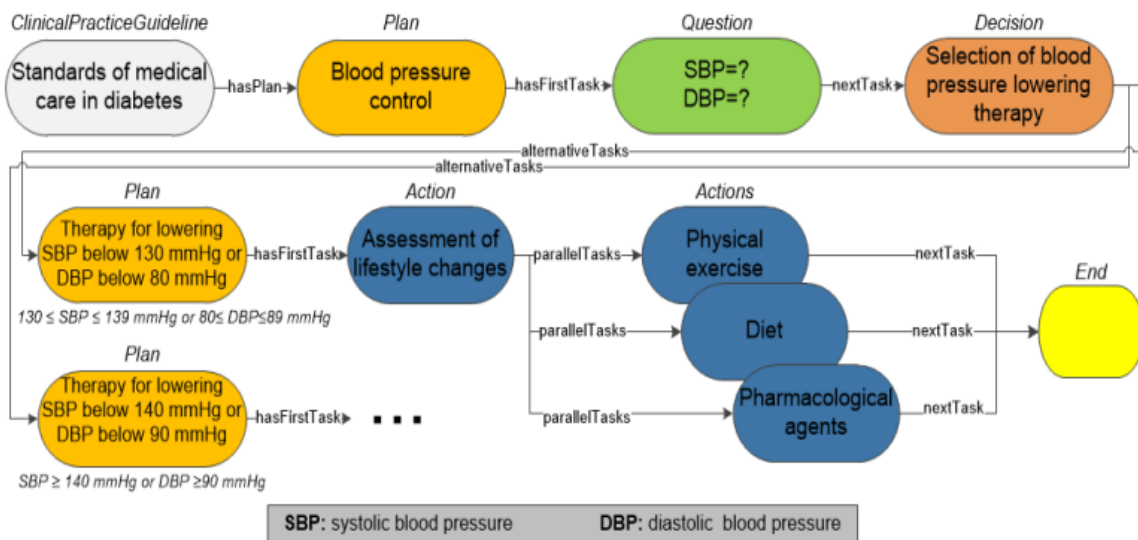 ClinicalPracticeGuideline
Plan
Question
Decision
Standards of medical
care in diabetes
hasPlan
Blood pressure
control
hasFirstTask
SBP=?
DBP=?
nextTask
Selection of blood
pressure lowering
therapy
alternativeTasks
alternativeTasks
Plan
Action
Actions
Therapy for lowering
SBP below 130 mmHg or
DBP below 80 mmHg
hasFirstTask
Assessment of
lifestyle changes
parallelTasks
Physical
exercise
nextTask
End
130 ≤ SBP ≤ 139 mmHg or 80≤ DBP≤89 mmHg
parallelTasks
Diet
nextTask
Plan
Therapy for lowering
SBP below 140 mmHg or
DBP below 90 mmHg
hasFirstTask
...
parallelTasks
Pharmacological
agents
nextTask
SBP ≥ 140 mmHg or DBP ≥90 mmHg
SBP: systolic blood pressure DBP: diastolic blood pressure